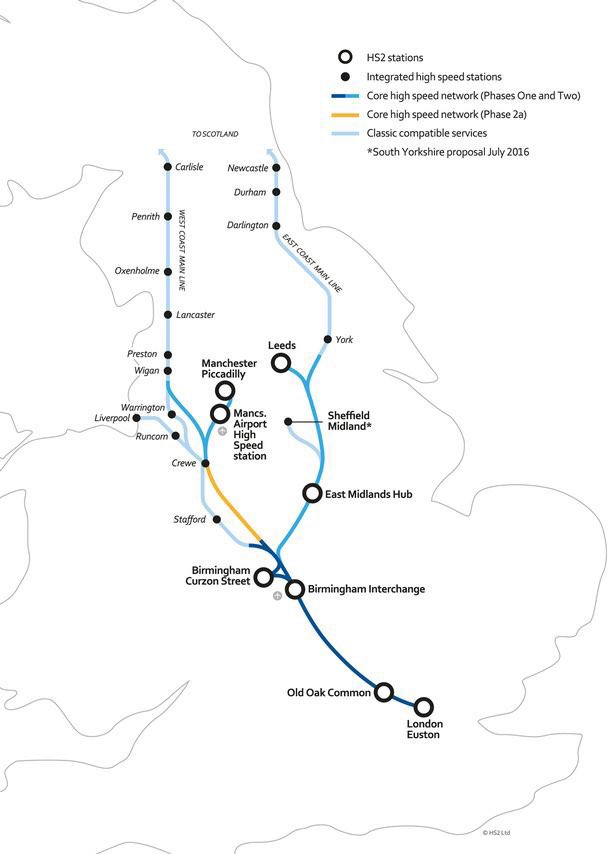 HS2 stations
Integrated high speed stations
Core high speed network (Phases One and Two)
Core high speed network (Phase 2a)
Classic compatible services
*South Yorkshire proposal July 2016
TO SCOTLAND
Carlisle
Newcastle
Durham
Penrith
WEST COAST MAIN LINE
Darlington
EAST COAST MAIN LINE
Oxenholme
Lancaster
York
Preston
Wigan
Leeds
Manchester
Piccadilly
Warrington
Liverpool
Runcorn
Mancs.
Airport
High
Speed
station
Sheffield
Midland*
Crewe
East Midlands Hub
Stafford
Birmingham
Curzon Street
Birmingham Interchange
Old Oak Common
London
Euston
© HS2 Ltd